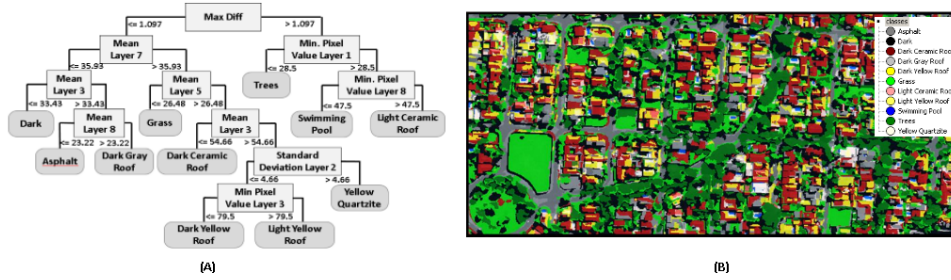 Max Diff
<= 1.097
> 1.097
Mean
Layer 7
Min. Pixel
Value Layer 1
<= 35.93
> 35.93
<= 28.5
> 28.5
Mean
Layer 3
Mean
Layer 5
Trees
Min. Pixel
Value Layer 8
<= 33.43
> 33.43
<= 26.48
> 26.48
<= 47.5
> 47.5
Dark
Mean
Layer 8
Grass
Mean
Layer 3
Swimming
Pool
Light Ceramic
Roof
<= 23.22
> 23.22
<= 54.66
> 54.66
Asphalt
Dark Gray
Roof
Dark Ceramic
Roof
Standard
Deviation Layer 2
<= 4.66
> 4.66
Min Pixel
Value Layer 3
Yellow
Quartzite
<= 79.5
> 79.5
Dark Yellow
Roof
Light Yellow
Roof
(A)
classes
Asphalt
Dark
Dark Ceramic Roo
Dark Gray Roof
Dark Yellow Roof
Grass
Light Ceramic Roo
Light Yellow Roof
Swimming Pool
Trees
Yellow Quartzite
(B)